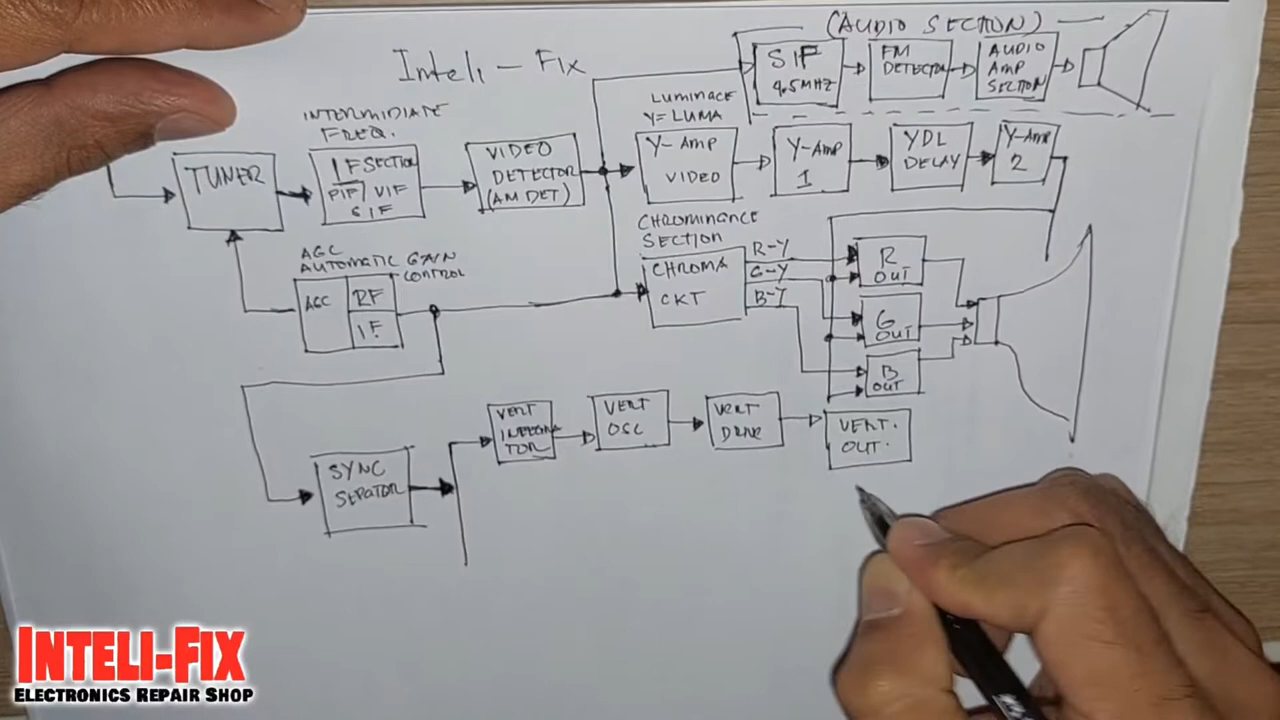 (AUDIO SECTION)
Inteli-Fix
SIF
4.5MHZ
FM
DETECTOR
AUDIO
AMP
SECTION
INTERMIDIATE
FREQ.
LUMINACE
Y=LUMA
TUNER
IF SECTION
PIF/VIF
SIF
VIDEO
DETECTOR
(AM DET)
Y-AMP
VIDEO
Y-AMP
1
YDL
DELAY
Y-AMP
2
CHROMINANCE
SECTION
AGC
AUTOMATIC GAIN
CONTROL
AGC
RF
IF
CHROMA
CKT
R-Y
G-Y
B-Y
R
OUT
G
OUT
B
OUT
VERT
OSC
VERT
VERT.
OUT.
VERT
SYNC
INTELI-FIX
ELECTRONICS REPAIR SHOP